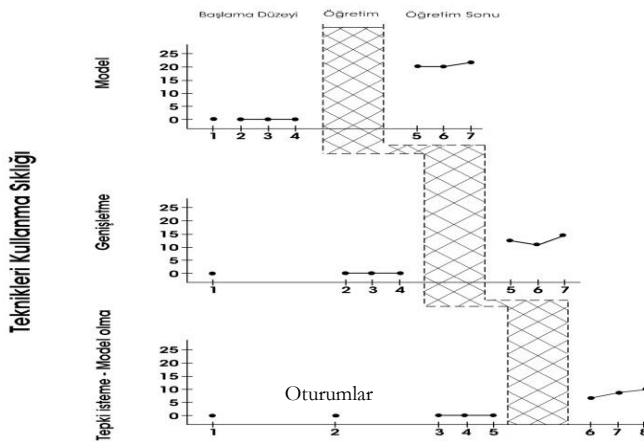 Başlama Düzeyi Öğretim Öğretim Sonu
Teknikleri Kullanma Sıklığı
Model
25
20
15
10
5
0
1 2 3 4 5 6 7
Genişletme
25
20
15
10
5
0
1 2 3 4 5 6 7
Tepki isteme - Model olma
25
20
15
10
5
0
Oturumlar
1 2 3 4 5 6 7 8